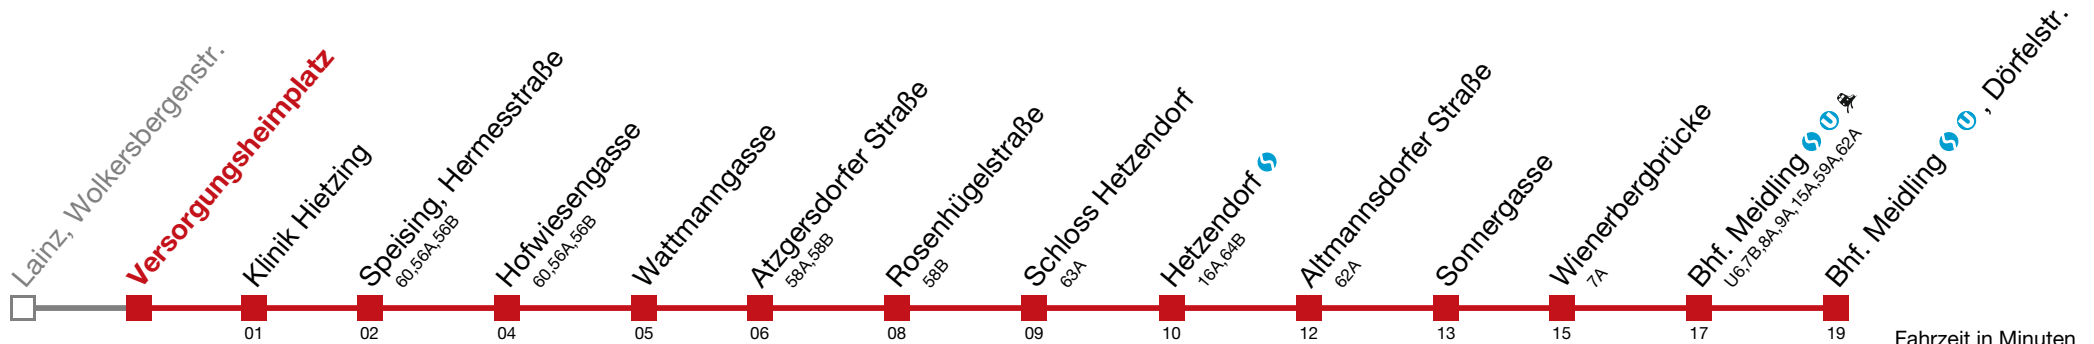 Lainz, Wolkersbergenstr.
Versorgungsheimplatz
Klinik Hietzing
01
Speising, Hermesstraße
60,56A,56B
02
Hofwiesengasse
60,56A,56B
04
Wattmanngasse
05
Atzgersdorfer Straße
58A,58B
06
Rosenhügelstraße
58B
08
Schloss Hetzendorf
63A
09
Hetzendorf S
16A,64B
10
Altmannsdorfer Straße
62A
12
Sonnergasse
13
Wienerbergbrücke
7A
15
Bhf. Meidling S U
U6,7B,8A,9A,15A,59A,62A
17
Bhf. Meidling S U , Dörfelstr.
19
Fahrzeit in Minuten